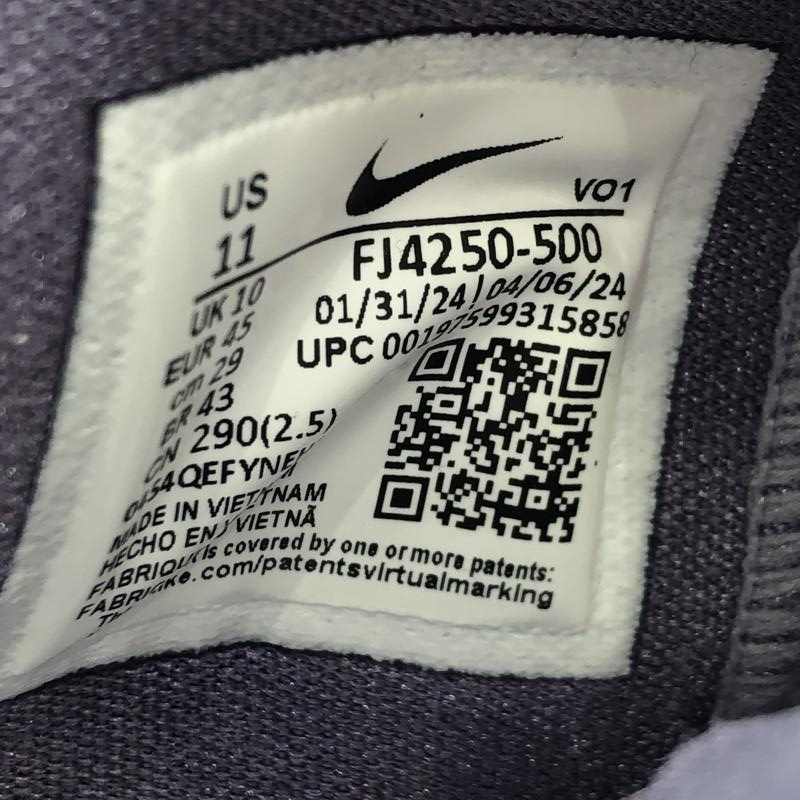 US
11
UK 10
EUR 45
cm 29
BR 43
CN 290(2.5)
VO1
FJ4250-500
01/31/24 | 04/06/24
UPC 00197599315858
MADE IN VIETNAM
HECHO EN VIETNÃ
is covered by one or more patents:
.com/patentsvirtualmarking